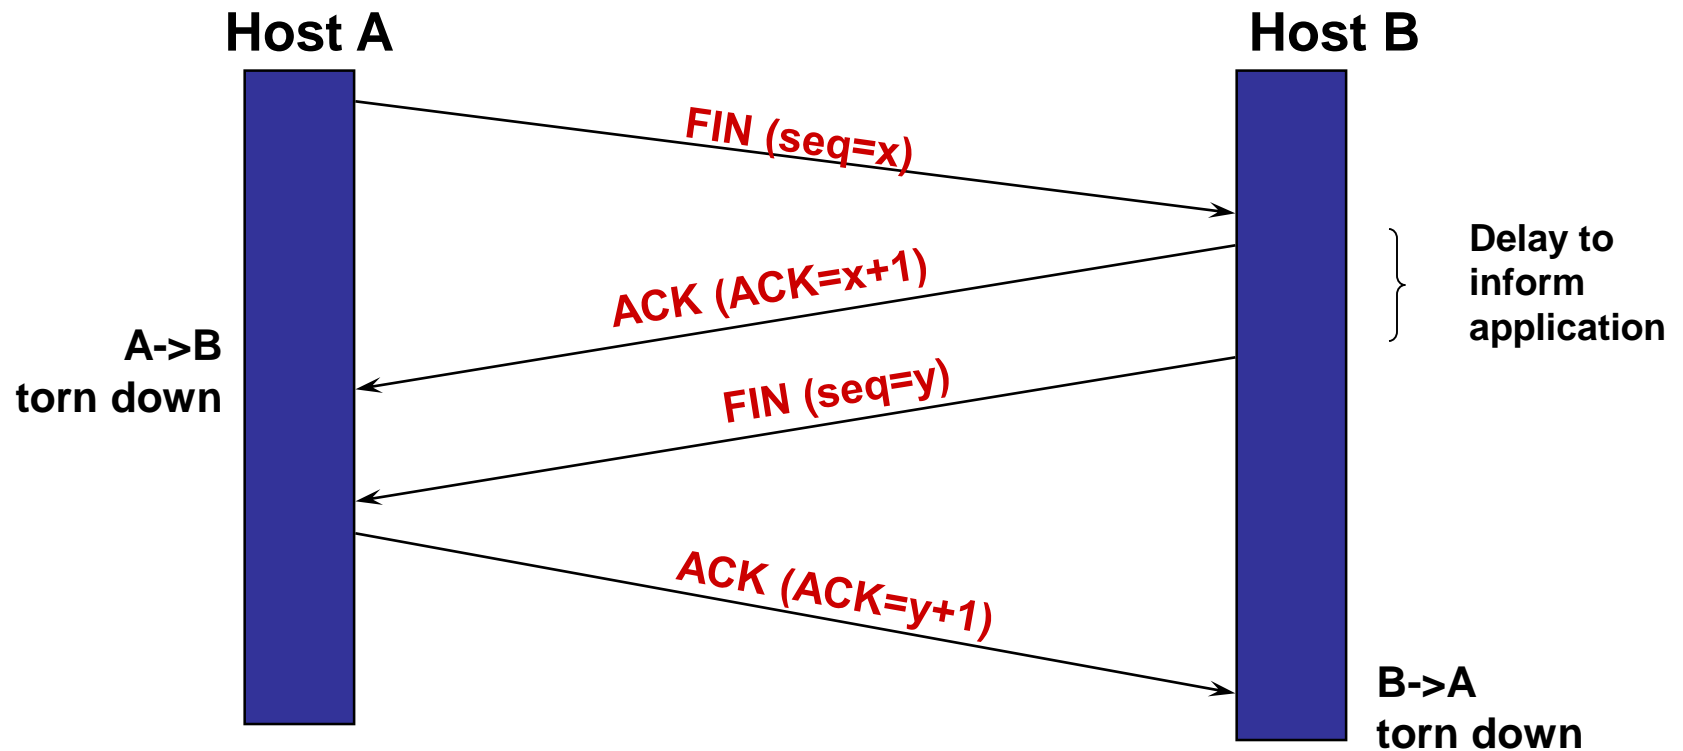 Host A
Host B
FIN (seq=x)
ACK (ACK=x+1)
Delay to
inform
application
A->B
torn down
FIN (seq=y)
ACK (ACK=y+1)
B->A
torn down